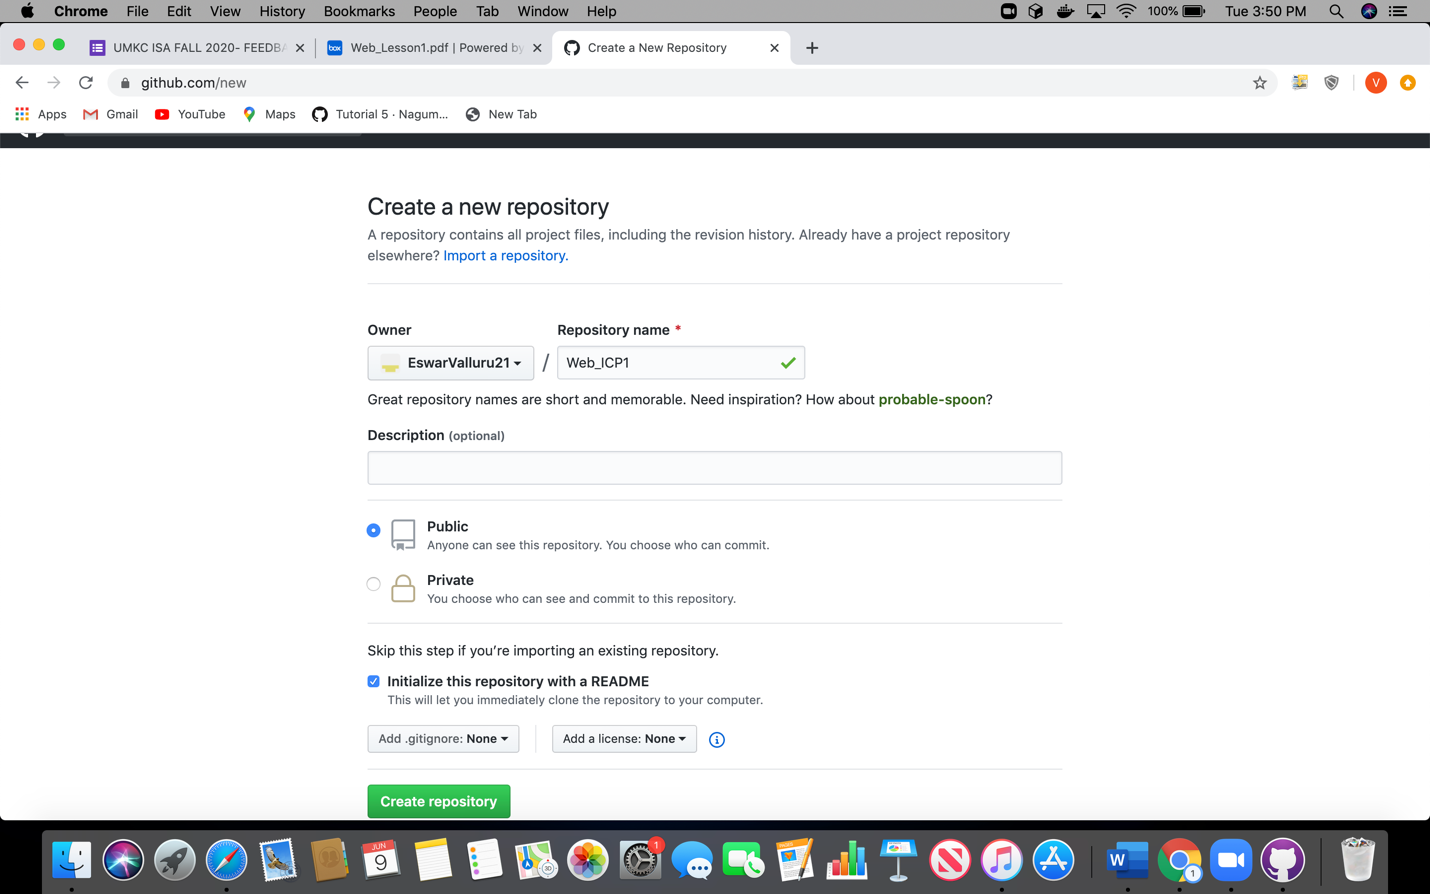 Chrome File Edit View History Bookmarks People Tab Window Help 100% Tue 3:50 PM
UMKC ISA FALL 2020- FEEDBA Web_Lesson1.pdf | Powered by Create a New Repository
github.com/new V
Apps Gmail YouTube Maps Tutorial 5 · Nagum... New Tab
Create a new repository
A repository contains all project files, including the revision history. Already have a project repository
elsewhere? Import a repository.
Owner Repository name *
EswarValluru21 / Web_ICP1
Great repository names are short and memorable. Need inspiration? How about probable-spoon?
Description (optional)
Public
Anyone can see this repository. You choose who can commit.
Private
You choose who can see and commit to this repository.
Skip this step if you're importing an existing repository.
Initialize this repository with a README
This will let you immediately clone the repository to your computer.
Add .gitignore: None Add a license: None
Create repository
JUN
9
1
W
1